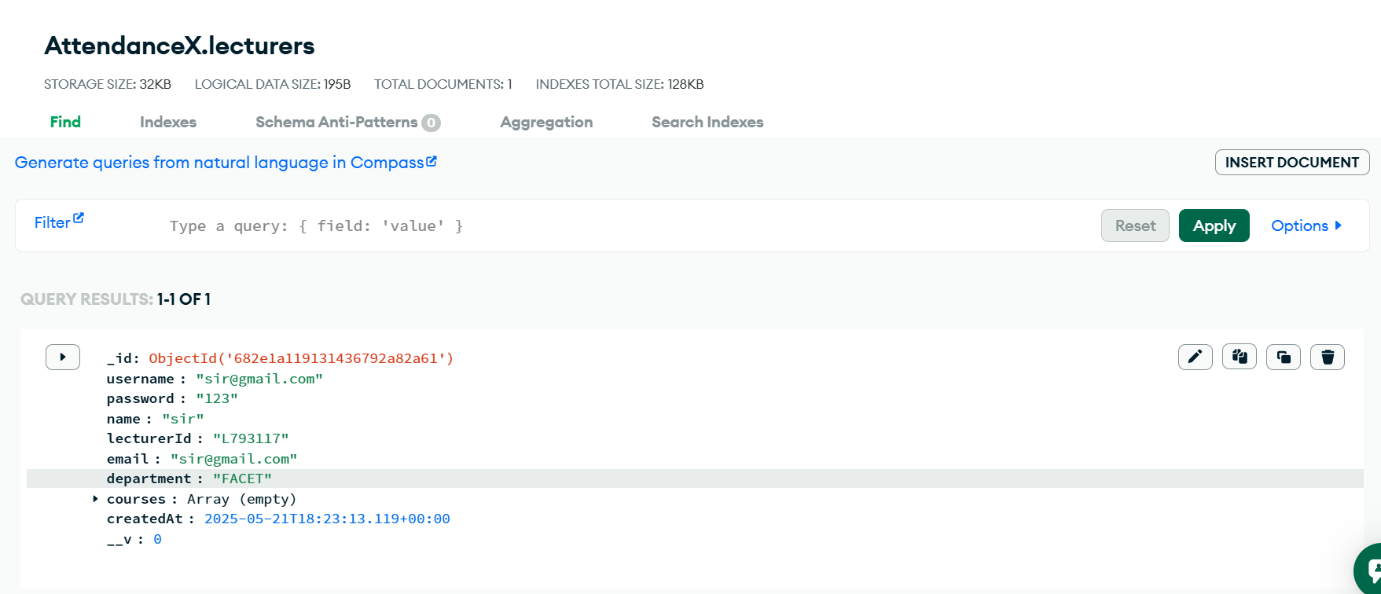 AttendanceX.lecturers
STORAGE SIZE: 32KB LOGICAL DATA SIZE: 195B TOTAL DOCUMENTS: 1 INDEXES TOTAL SIZE: 128KB
Find Indexes Schema Anti-Patterns 0 Aggregation Search Indexes
Generate queries from natural language in Compass
INSERT DOCUMENT
Filter Type a query: { field: 'value' } Reset Apply Options
QUERY RESULTS: 1-1 OF 1
_id: ObjectId('682e1a119131436792a82a61')
username : "sir@gmail.com"
password : "123"
name : "sir"
lecturerId : "L793117"
email : "sir@gmail.com"
department : "FACET"
courses : Array (empty)
createdAt : 2025-05-21T18:23:13.119+00:00
__v : 0